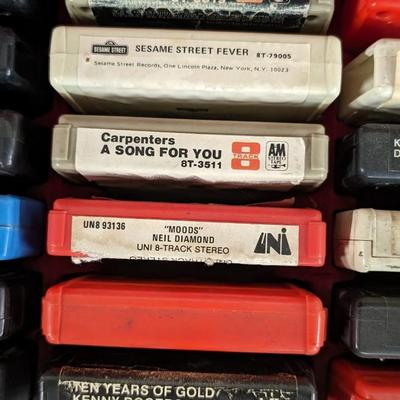 SESAME STREET
SESAME STREET FEVER
8T-79005
Sesame Street Records, One Lincoln Plaza, New York, N.Y. 10023
Carpenters
A SONG FOR YOU
8T-3511
8
TRACK
A&M
STEREO
TAPE
UN8 93136
"MOODS"
NEIL DIAMOND
UNI 8-TRACK STEREO
UNI
TEN YEARS OF GOLD
KENNY ROGERS
K
D